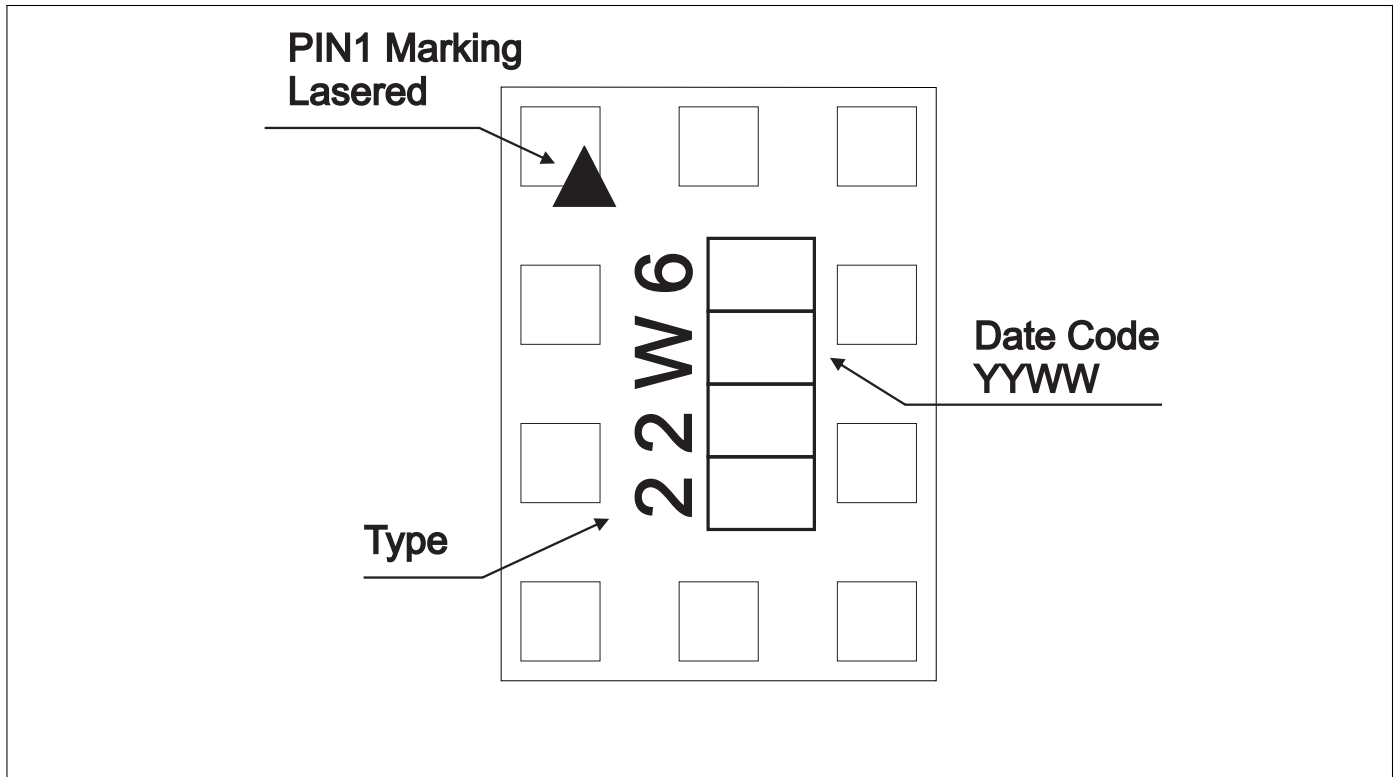 PIN1 Marking
Lasered
22W6
Date Code
YYWW
Type